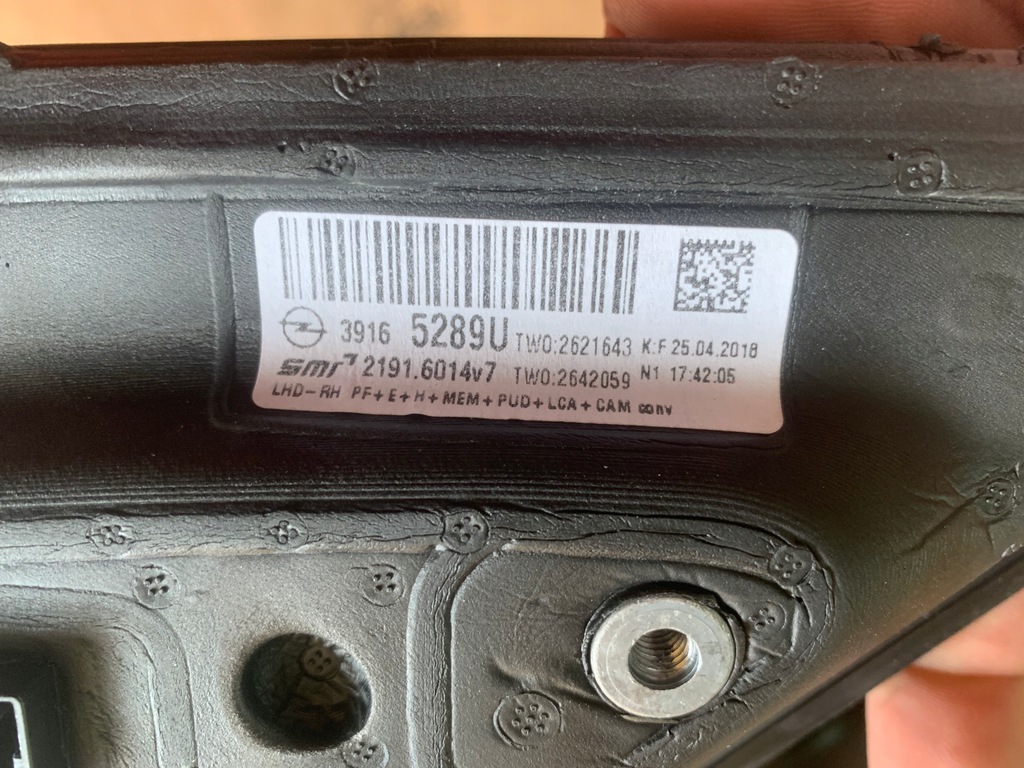 3916 5289U TWO:2621643 K:F 25.04.2018
smr 2191.6014v7 TWO:2642059 N1 17:42:05
LHD-RH PF+E+H+MEM+PUD+LCA+CAM conv